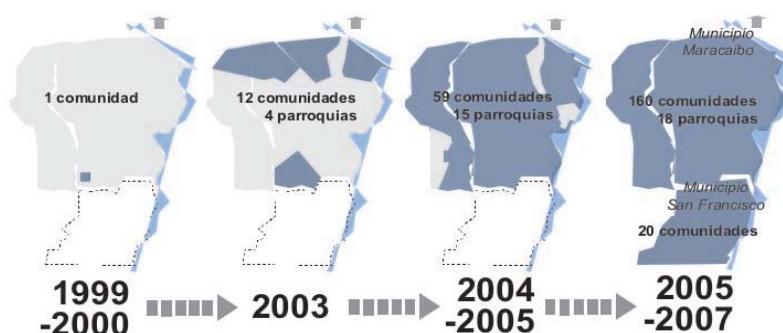 1 comunidad
1999
-2000
12 comunidades
4 parroquias
2003
59 comunidades
15 parroquias
2004
-2005
Municipio
Maracaibo
160 comunidades
18 parroquias
Municipio
San Francisco
20 comunidades
2005
-2007